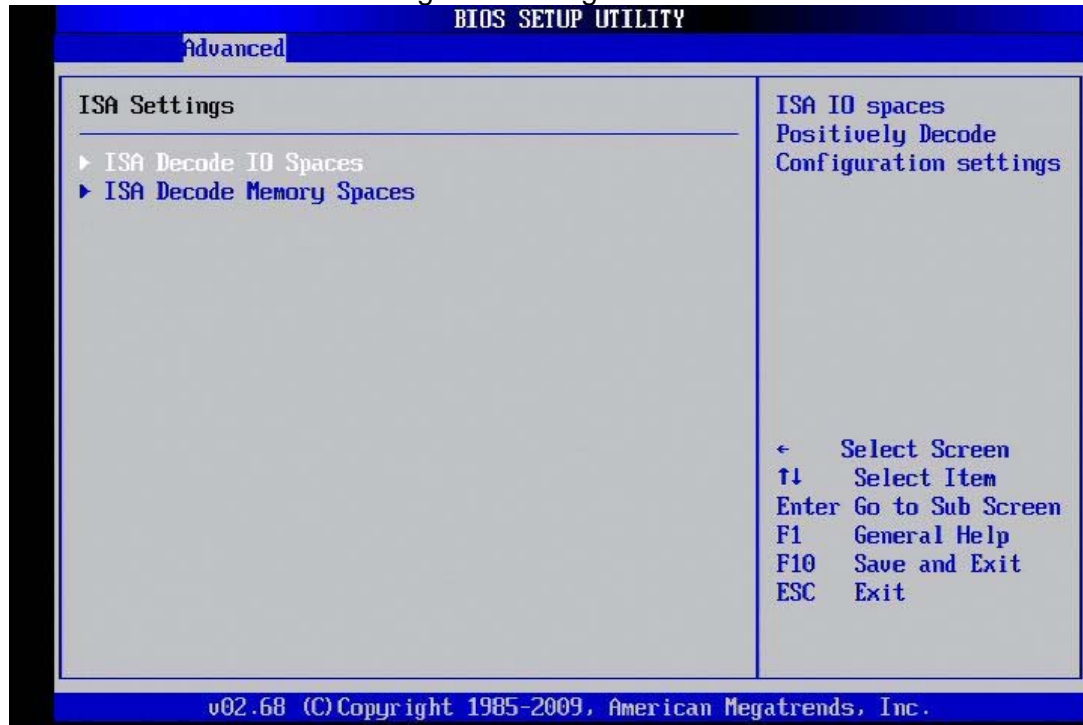 BIOS SETUP UTILITY
Advanced
ISA Settings
▶ ISA Decode IO Spaces
▶ ISA Decode Memory Spaces
ISA IO spaces
Positively Decode
Configuration settings
← Select Screen
↑↓ Select Item
Enter Go to Sub Screen
F1 General Help
F10 Save and Exit
ESC Exit
v02.68 (C)Copyright 1985-2009, American Megatrends, Inc.